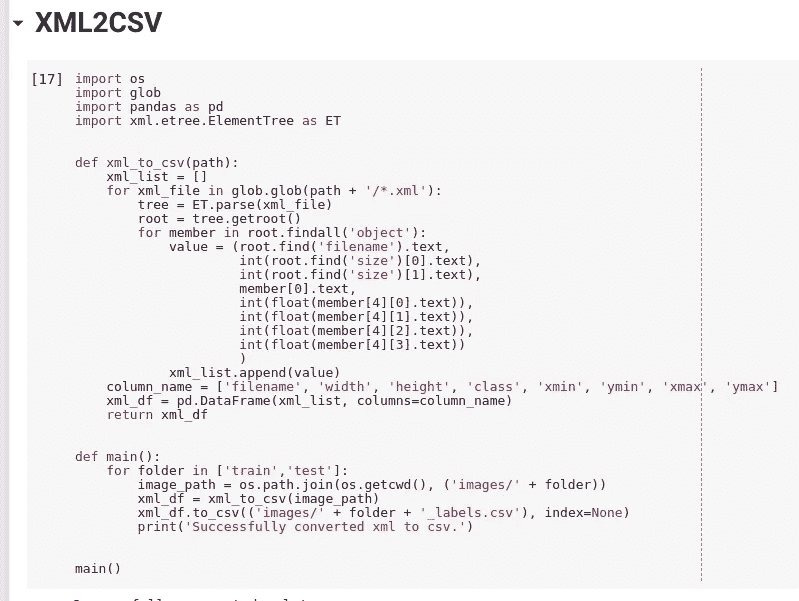 XML2CSV
[17] import os
import glob
import pandas as pd
import xml.etree.ElementTree as ET
def xml_to_csv(path):
    xml_list = []
    for xml_file in glob.glob(path + '/*.xml'):
        tree = ET.parse(xml_file)
        root = tree.getroot()
        for member in root.findall('object'):
            value = (root.find('filename').text,
                     int(root.find('size')[0].text),
                     int(root.find('size')[1].text),
                     member[0].text,
                     int(float(member[4][0].text)),
                     int(float(member[4][1].text)),
                     int(float(member[4][2].text)),
                     int(float(member[4][3].text))
                     )
            xml_list.append(value)
    column_name = ['filename', 'width', 'height', 'class', 'xmin', 'ymin', 'xmax', 'ymax']
    xml_df = pd.DataFrame(xml_list, columns=column_name)
    return xml_df
def main():
    for folder in ['train','test']:
        image_path = os.path.join(os.getcwd(), ('images/' + folder))
        xml_df = xml_to_csv(image_path)
        xml_df.to_csv(('images/' + folder + '_labels.csv'), index=None)
        print('Successfully converted xml to csv.')
main()